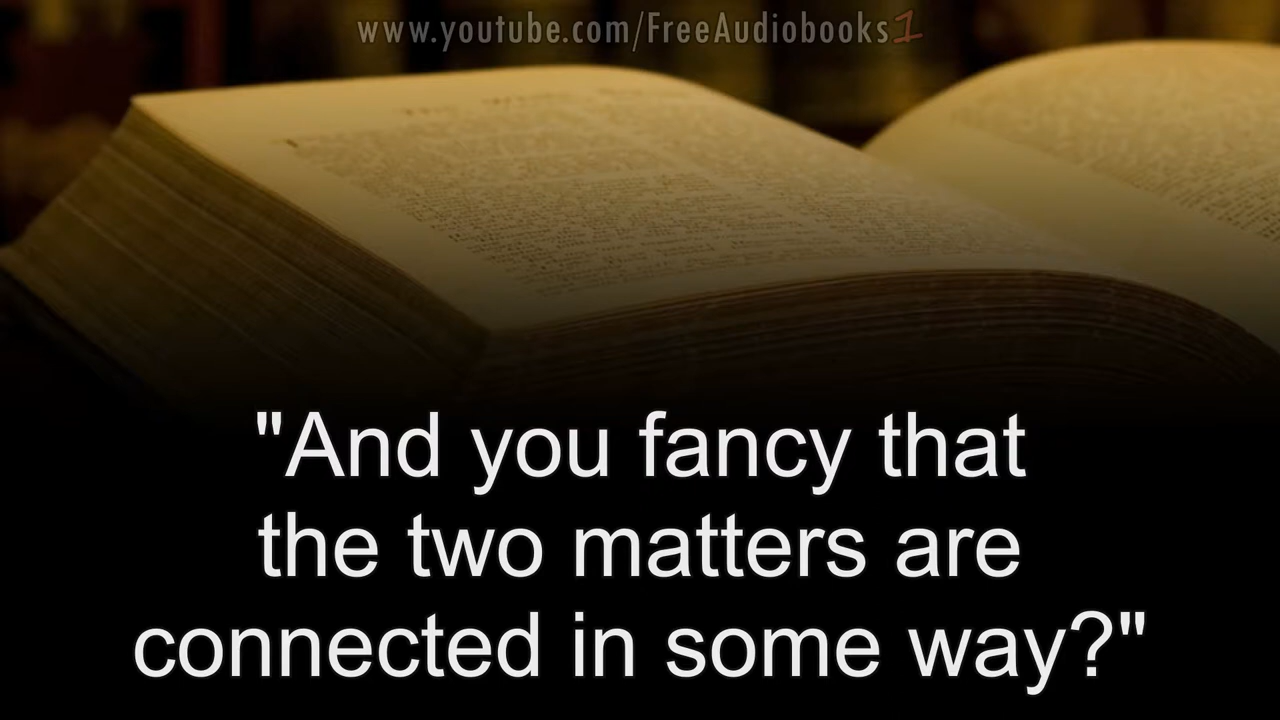 www.youtube.com/FreeAudiobooks1
"And you fancy that
the two matters are
connected in some way?"